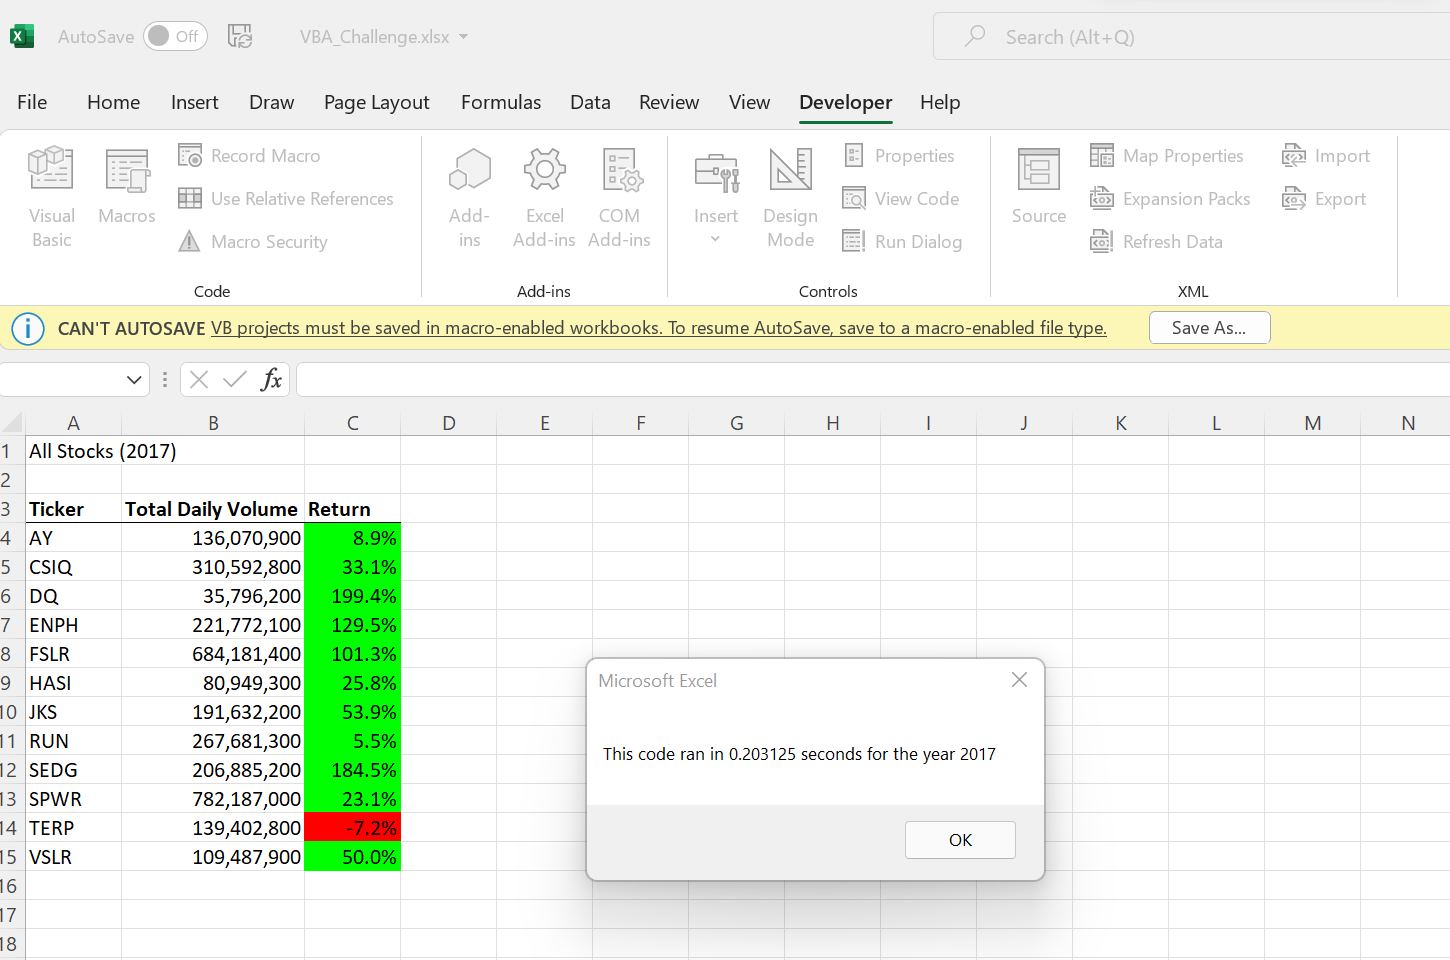 AutoSave Off VBA_Challenge.xlsx Search (Alt+Q)
File Home Insert Draw Page Layout Formulas Data Review View Developer Help
Visual Basic
Macros
Record Macro
Use Relative References
Macro Security
Code
Add-ins
Excel Add-ins
COM Add-ins
Add-ins
Insert
Design Mode
Properties
View Code
Run Dialog
Controls
Source
Map Properties
Expansion Packs
Refresh Data
Import
Export
XML
CAN'T AUTOSAVE VB projects must be saved in macro-enabled workbooks. To resume AutoSave, save to a macro-enabled file type. Save As...
fx
A B C D E F G H I J K L M N
1 All Stocks (2017)
2
3 Ticker Total Daily Volume Return
4 AY 136,070,900 8.9%
5 CSIQ 310,592,800 33.1%
6 DQ 35,796,200 199.4%
7 ENPH 221,772,100 129.5%
8 FSLR 684,181,400 101.3%
9 HASI 80,949,300 25.8%
10 JKS 191,632,200 53.9%
11 RUN 267,681,300 5.5%
12 SEDG 206,885,200 184.5%
13 SPWR 782,187,000 23.1%
14 TERP 139,402,800 -7.2%
15 VSLR 109,487,900 50.0%
16
17
18
Microsoft Excel
This code ran in 0.203125 seconds for the year 2017
OK